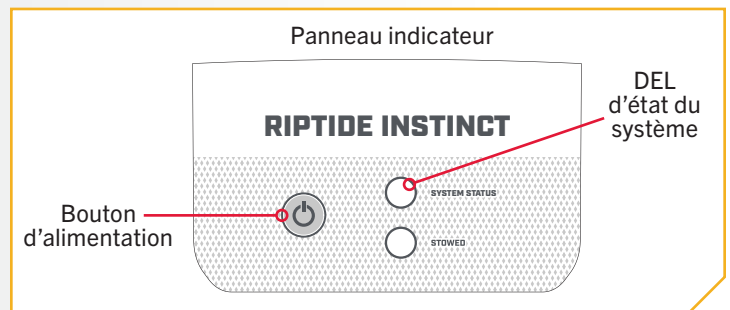 Panneau indicateur
DEL
d’état du
système
RIPTIDE INSTINCT
SYSTEM STATUS
Bouton
d’alimentation
STOWED